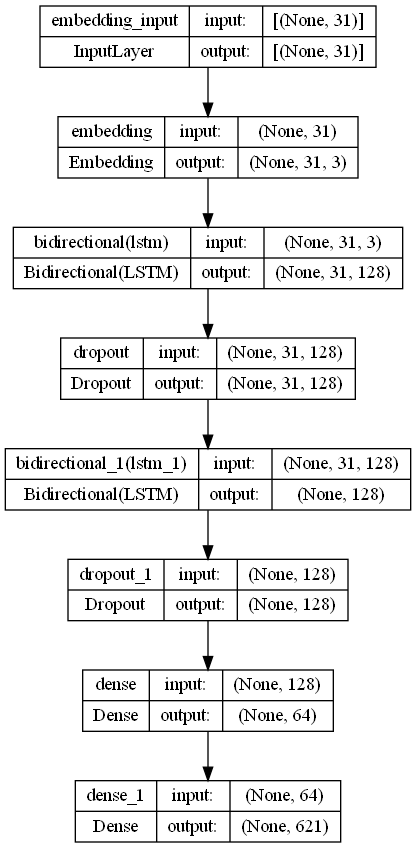 embedding_input input: [(None, 31)]
InputLayer output: [(None, 31)]
embedding input: (None, 31)
Embedding output: (None, 31, 3)
bidirectional(lstm) input: (None, 31, 3)
Bidirectional(LSTM) output: (None, 31, 128)
dropout input: (None, 31, 128)
Dropout output: (None, 31, 128)
bidirectional_1(lstm_1) input: (None, 31, 128)
Bidirectional(LSTM) output: (None, 128)
dropout_1 input: (None, 128)
Dropout output: (None, 128)
dense input: (None, 128)
Dense output: (None, 64)
dense_1 input: (None, 64)
Dense output: (None, 621)